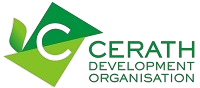 C
CERATH
DEVELOPMENT
ORGANISATION